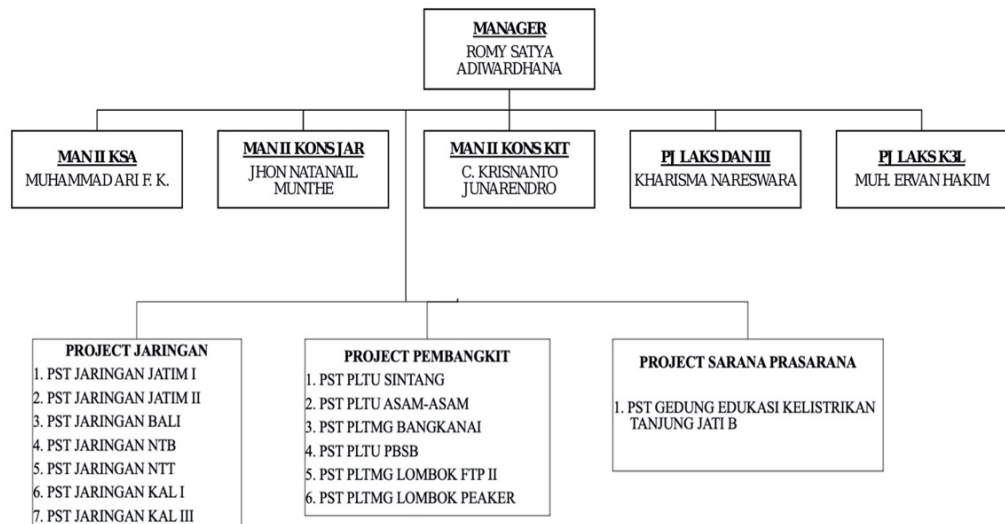 MANAGER
ROMY SATYA
ADIWARDHANA
MAN II KSA
MUHAMMAD ARI F. K.
MAN II KONS JAR
JHON NATANAIL
MUNTHE
MAN II KONS KIT
C. KRISNANTO
JUNARENDRO
PJ LAKS DAN III
KHARISMA NARESWARA
PJ LAKS K3L
MUH. ERVAN HAKIM
PROJECT JARINGAN
1. PST JARINGAN JATIM I
2. PST JARINGAN JATIM II
3. PST JARINGAN BALI
4. PST JARINGAN NTB
5. PST JARINGAN NTT
6. PST JARINGAN KAL I
7. PST JARINGAN KAL III
PROJECT PEMBANGKIT
1. PST PLTU SINTANG
2. PST PLTU ASAM-ASAM
3. PST PLTMG BANGKANAI
4. PST PLTU PBSB
5. PST PLTMG LOMBOK FTP II
6. PST PLTMG LOMBOK PEAKER
PROJECT SARANA PRASARANA
1. PST GEDUNG EDUKASI KELISTRIKAN
TANJUNG JATI B